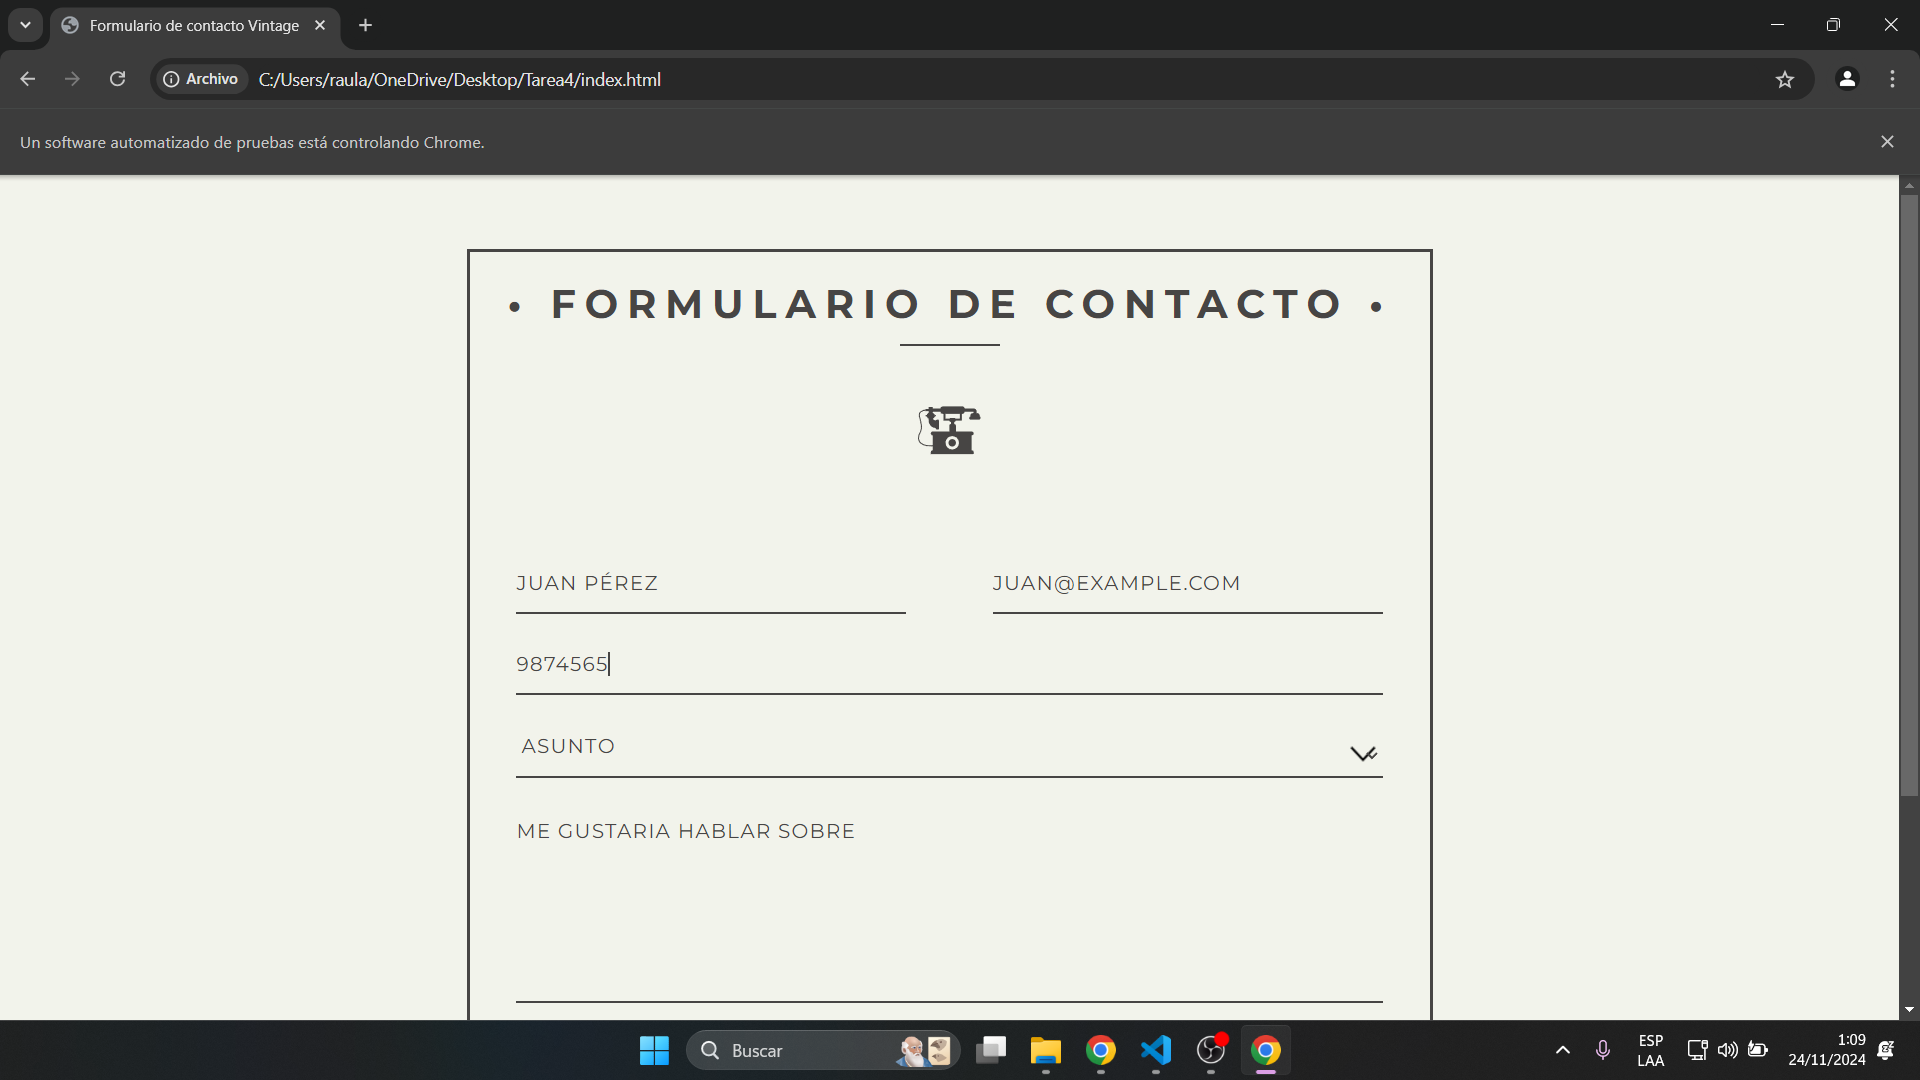 Formulario de contacto Vintage
Archivo C:/Users/raula/OneDrive/Desktop/Tarea4/index.html
Un software automatizado de pruebas está controlando Chrome.
• FORMULARIO DE CONTACTO •
JUAN PÉREZ JUAN@EXAMPLE.COM
9874565
ASUNTO
ME GUSTARIA HABLAR SOBRE
Buscar
ESP
LAA
1:09
24/11/2024